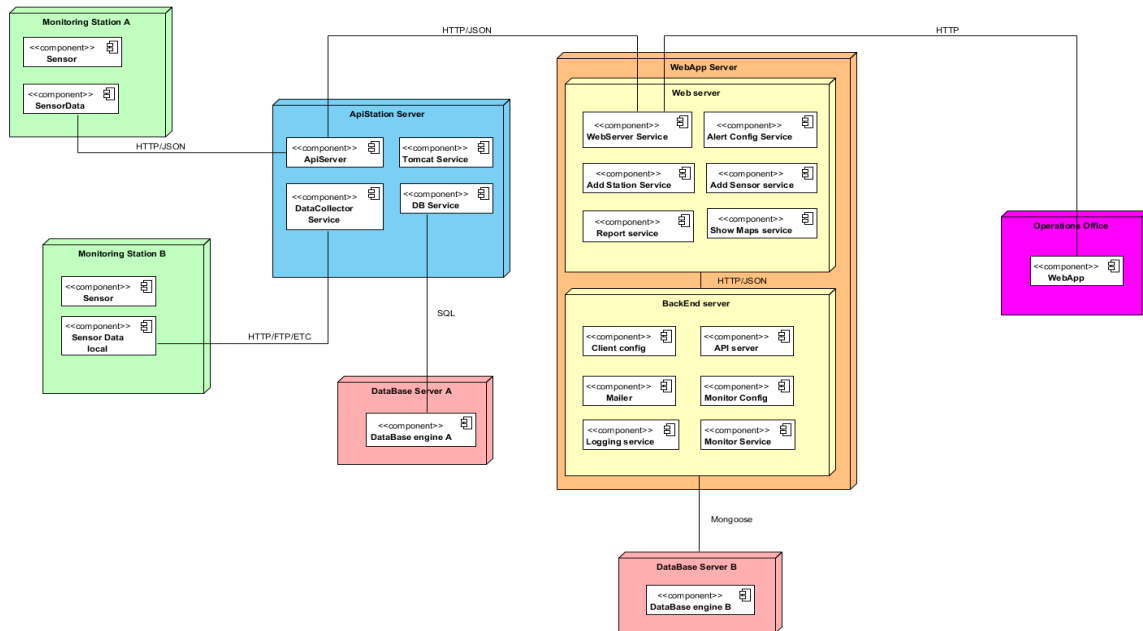 Monitoring Station A
<<component>>
Sensor
<<component>>
SensorData
HTTP/JSON
ApiStation Server
<<component>>
ApiServer
<<component>>
Tomcat Service
<<component>>
DataCollector
Service
<<component>>
DB Service
HTTP/JSON
Monitoring Station B
<<component>>
Sensor
<<component>>
Sensor Data
local
HTTP/FTP/ETC
SQL
DataBase Server A
<<component>>
DataBase engine A
WebApp Server
Web server
<<component>>
WebServer Service
<<component>>
Alert Config Service
<<component>>
Add Station Service
<<component>>
Add Sensor service
<<component>>
Report service
<<component>>
Show Maps service
HTTP/JSON
BackEnd server
<<component>>
Client config
<<component>>
API server
<<component>>
Mailer
<<component>>
Monitor Config
<<component>>
Logging service
<<component>>
Monitor Service
Mongoose
DataBase Server B
<<component>>
DataBase engine B
HTTP
Operations Office
<<component>>
WebApp